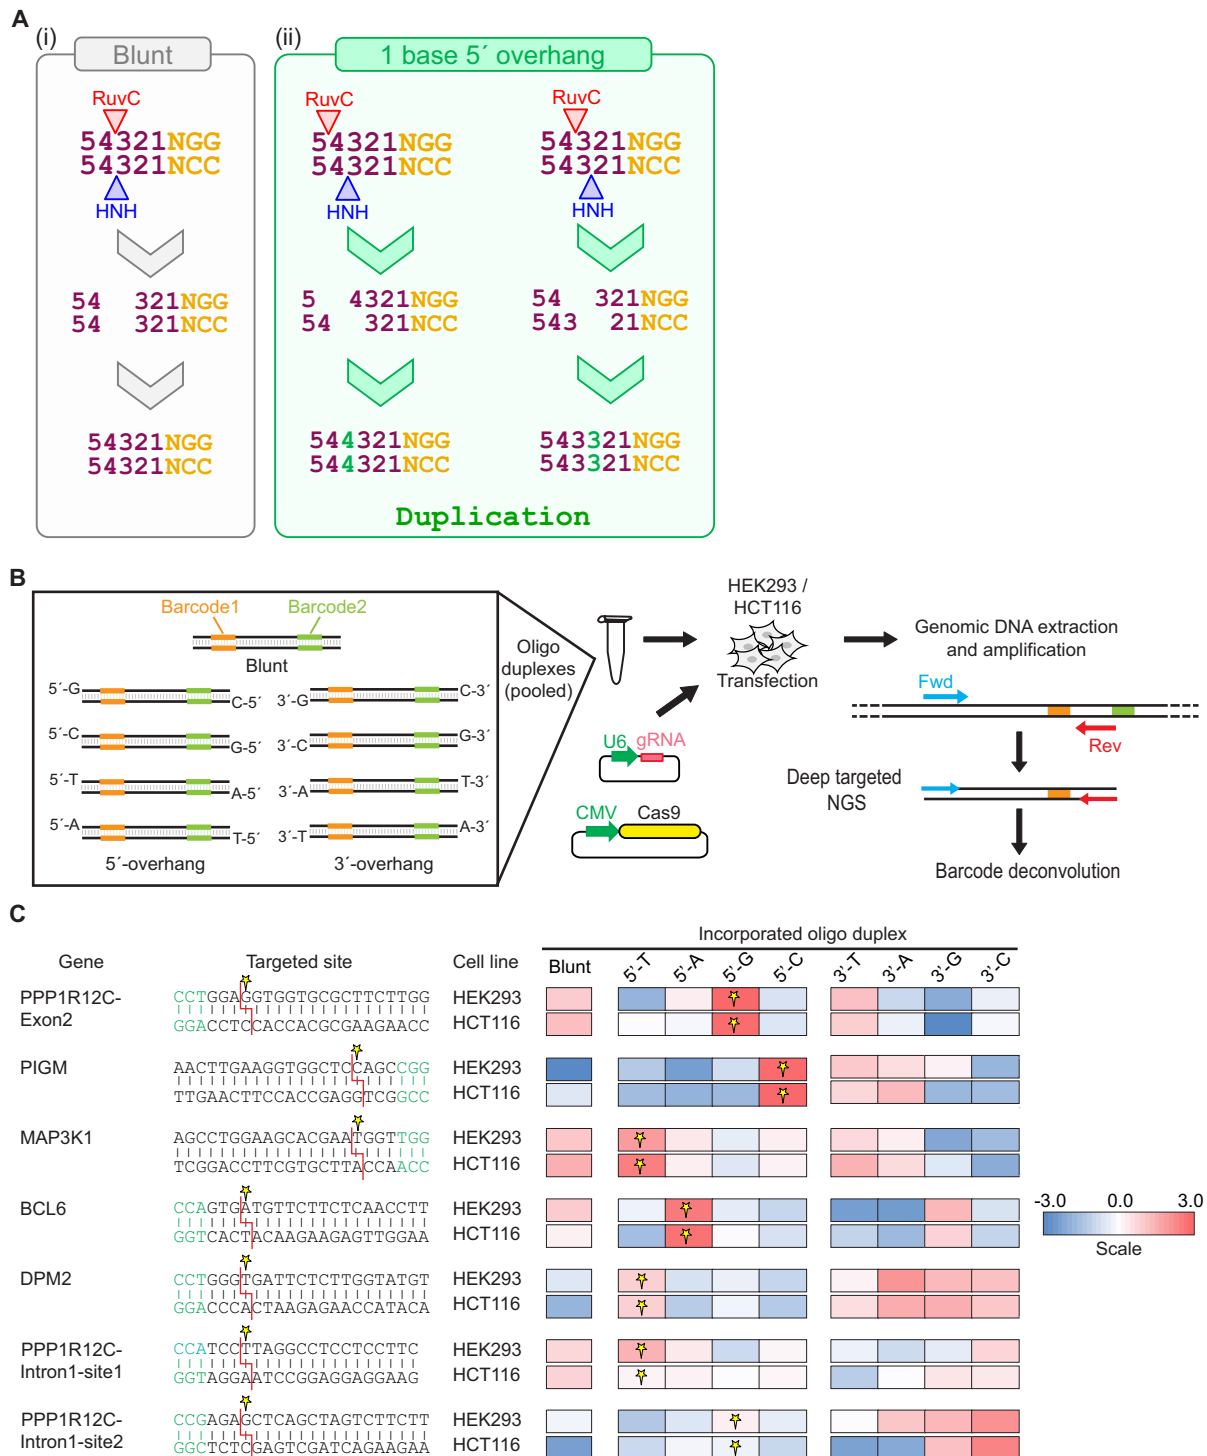 A
(i)
Blunt
(ii)
1 base 5´ overhang
RuvC
54321NGG
54321NCC
HNH
54 321NGG
54 321NCC
54321NGG
54321NCC
RuvC
54321NGG
54321NCC
HNH
5 4321NGG
54 321NCC
544321NGG
544321NCC
RuvC
54321NGG
54321NCC
HNH
54 321NGG
543 21NCC
543321NGG
543321NCC
Duplication
B
Barcode1 Barcode2
Blunt
5´-G C-5´
5´-C G-5´
5´-T A-5´
5´-A T-5´
5´-overhang
3´-G C-3´
3´-C G-3´
3´-A T-3´
3´-T A-3´
3´-overhang
Oligo
duplexes
(pooled)
HEK293 /
HCT116
Transfection
U6 gRNA
CMV Cas9
Genomic DNA extraction
and amplification
Fwd
Rev
Deep targeted
NGS
Barcode deconvolution
C
Incorporated oligo duplex
Gene Targeted site Cell line Blunt 5'-T 5'-A 5'-G 5'-C 3'-T 3'-A 3'-G 3'-C
PPP1R12C-
Exon2
CCTGGAGGTGGTGCGCTTCTTGG HEK293
GGACCTCCACCACGCGAAGAACC HCT116
PIGM
AACTTGAAGGTGGCTCCAGCCGG HEK293
TTGAACTTCCACCGAGGTCGGCC HCT116
MAP3K1
AGCCTGGAAGCACGAATGGTTGG HEK293
TCGGACCTTCGTGCTTACCAACC HCT116
BCL6
CCAGTGATGTTCTTCTCAACCTT HEK293
GGTCACTACAAGAAGAGTTGGAA HCT116
DPM2
CCTGGGTGATTCTCTTGGTATGT HEK293
GGACCCACTAAGAGAACCATACA HCT116
PPP1R12C-
Intron1-site1
CCATCCTTAGGCCTCCTCCTTC HEK293
GGTAGGAATCCGGAGGAGGAAG HCT116
PPP1R12C-
Intron1-site2
CCGAGAGCTCAGCTAGTCTTCTT HEK293
GGCTCTCGAGTCGATCAGAAGAA HCT116
-3.0 0.0 3.0
Scale